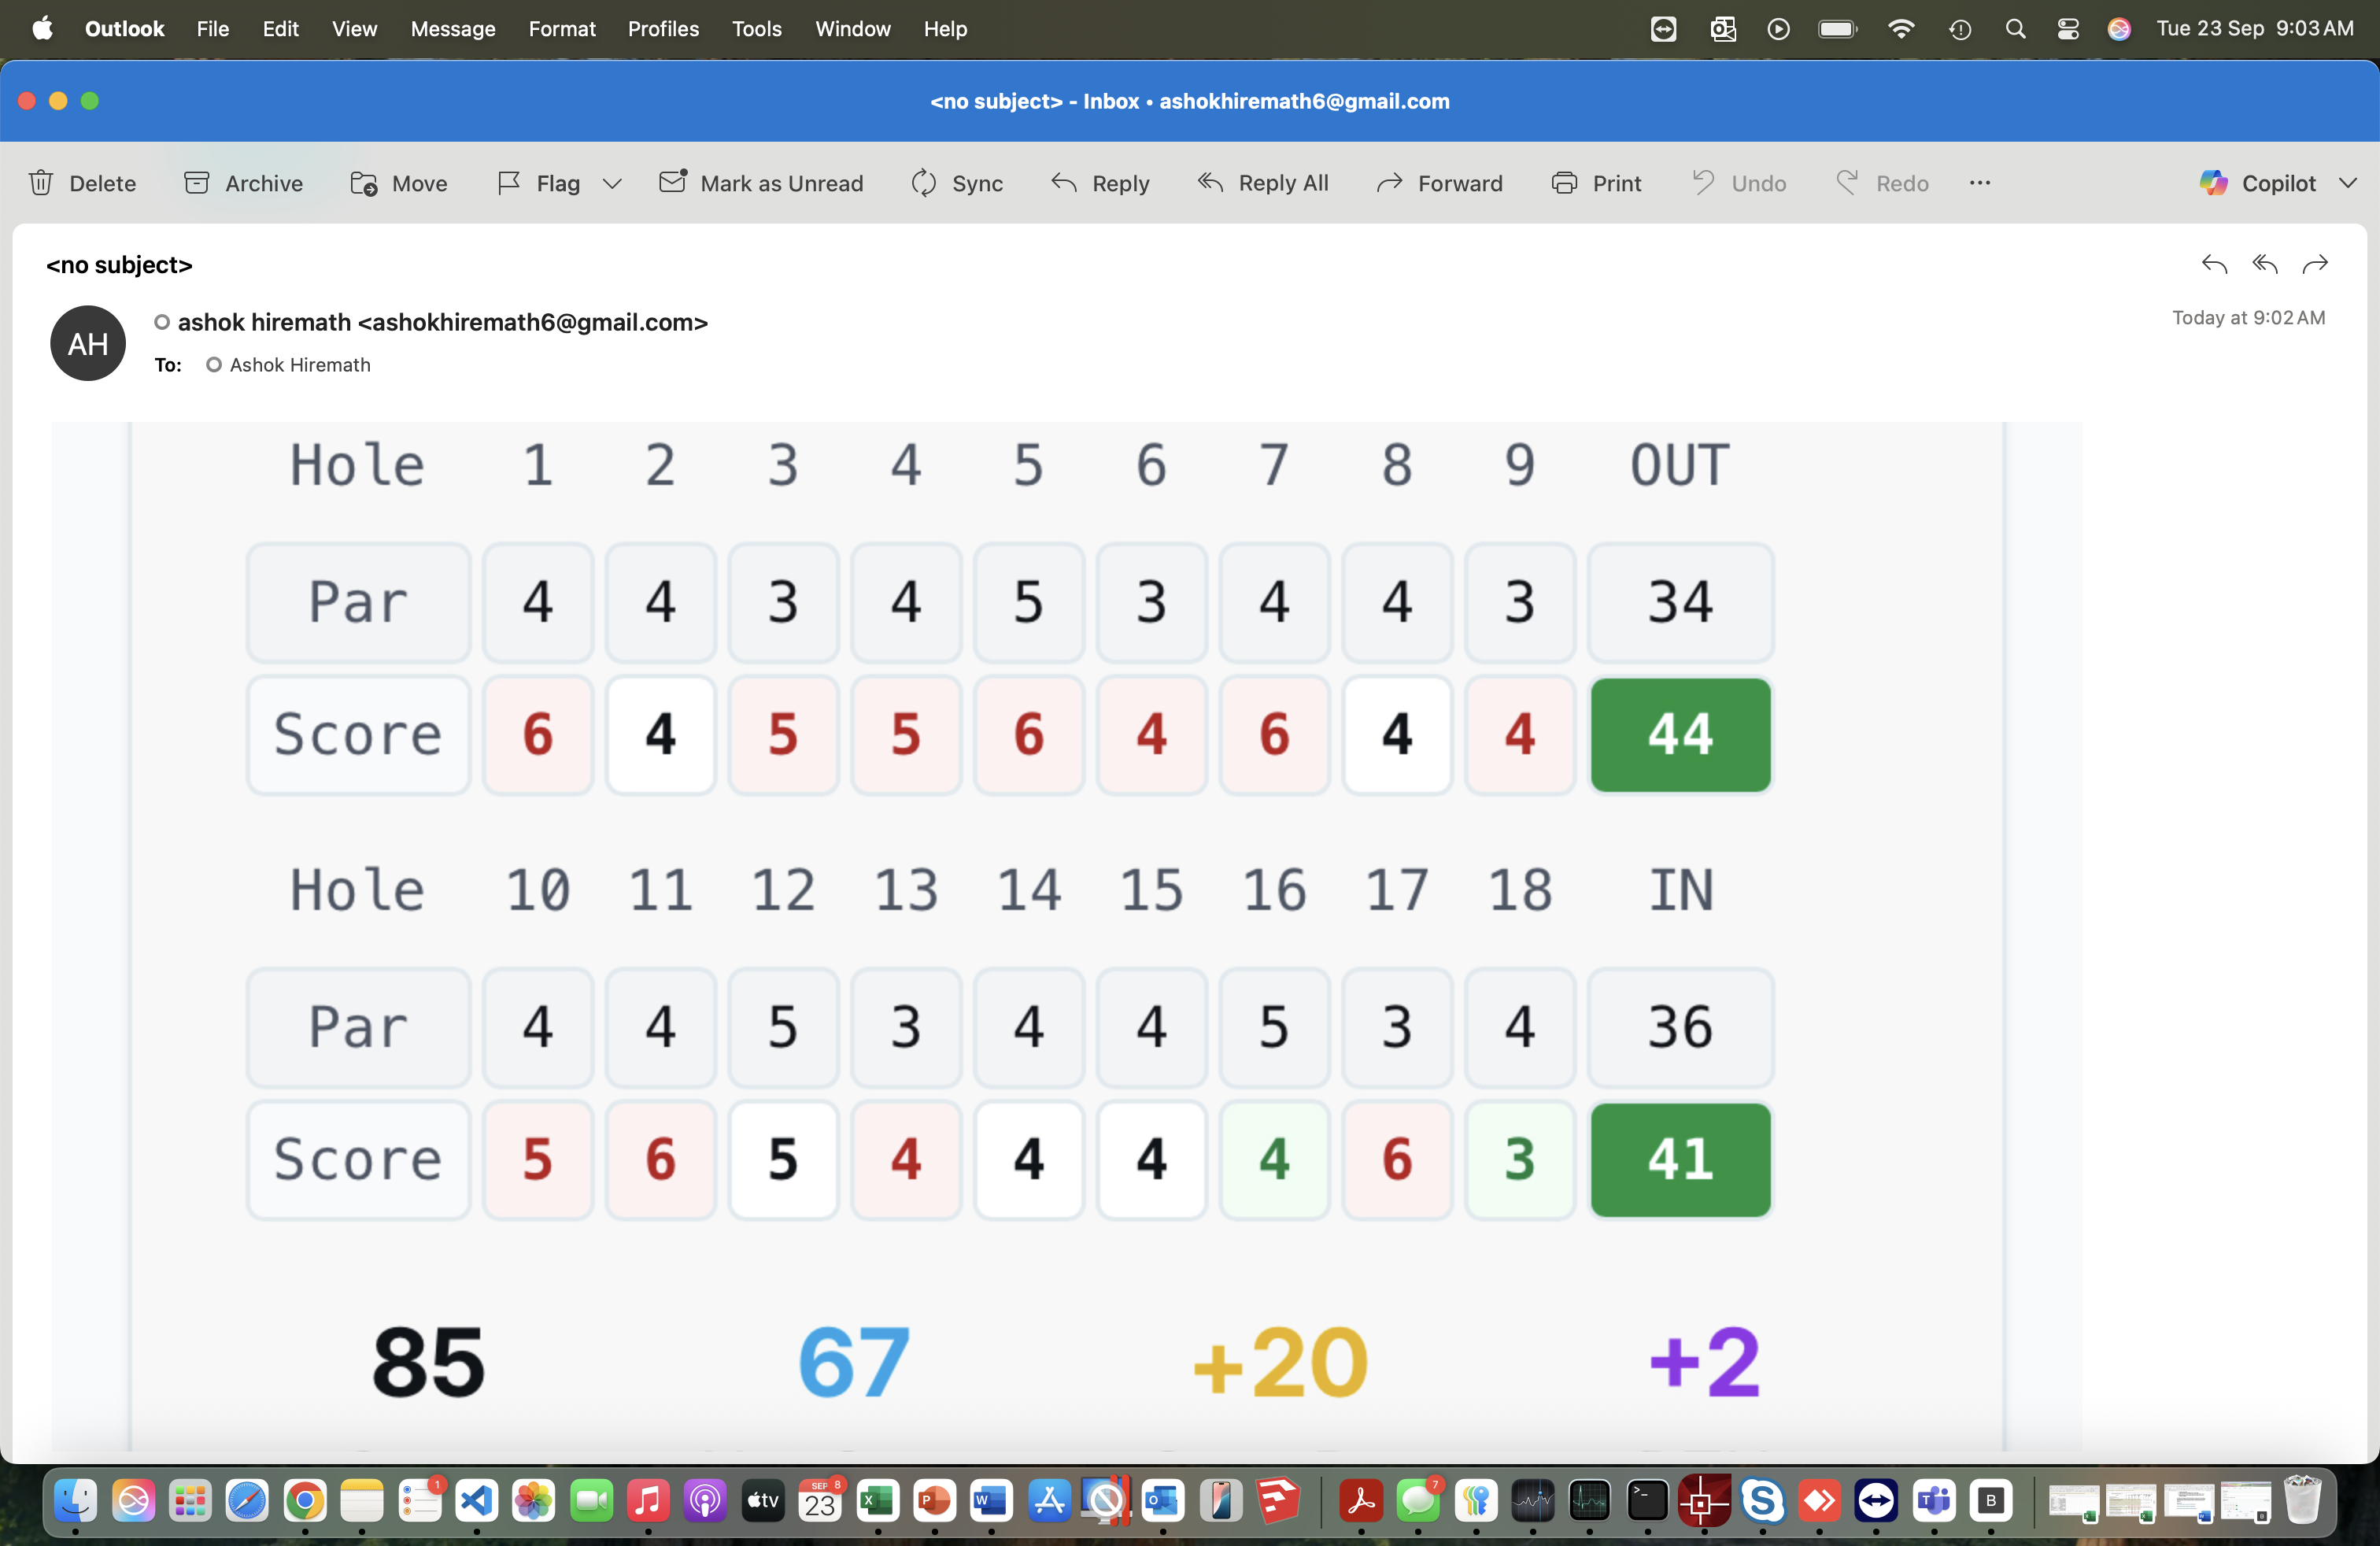 Outlook File Edit View Message Format Profiles Tools Window Help Tue 23 Sep 9:03 AM
<no subject> - Inbox • ashokhiremath6@gmail.com
Delete Archive Move Flag Mark as Unread Sync Reply Reply All Forward Print Undo Redo ... Copilot
<no subject>
AH
ashok hiremath <ashokhiremath6@gmail.com>
Today at 9:02 AM
To: Ashok Hiremath
Hole 1 2 3 4 5 6 7 8 9 OUT
Par 4 4 3 4 5 3 4 4 3 34
Score 6 4 5 5 6 4 6 4 4 44
Hole 10 11 12 13 14 15 16 17 18 IN
Par 4 4 5 3 4 4 5 3 4 36
Score 5 6 5 4 4 4 4 6 3 41
85 67 +20 +2
1 tv SEP 23 8 X P W O A 7 >_ S T B